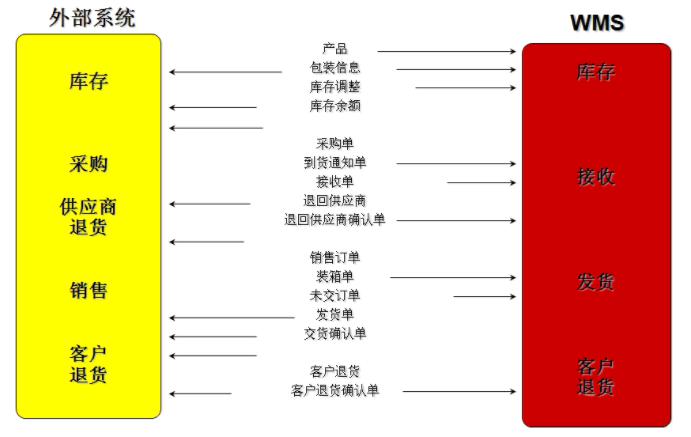 外部系统
WMS
库存
采购
供应商
退货
销售
客户
退货
产品
包装信息
库存调整
库存余额
采购单
到货通知单
接收单
退回供应商
退回供应商确认单
销售订单
装箱单
未交订单
发货单
交货确认单
客户退货
客户退货确认单
库存
接收
发货
客户
退货